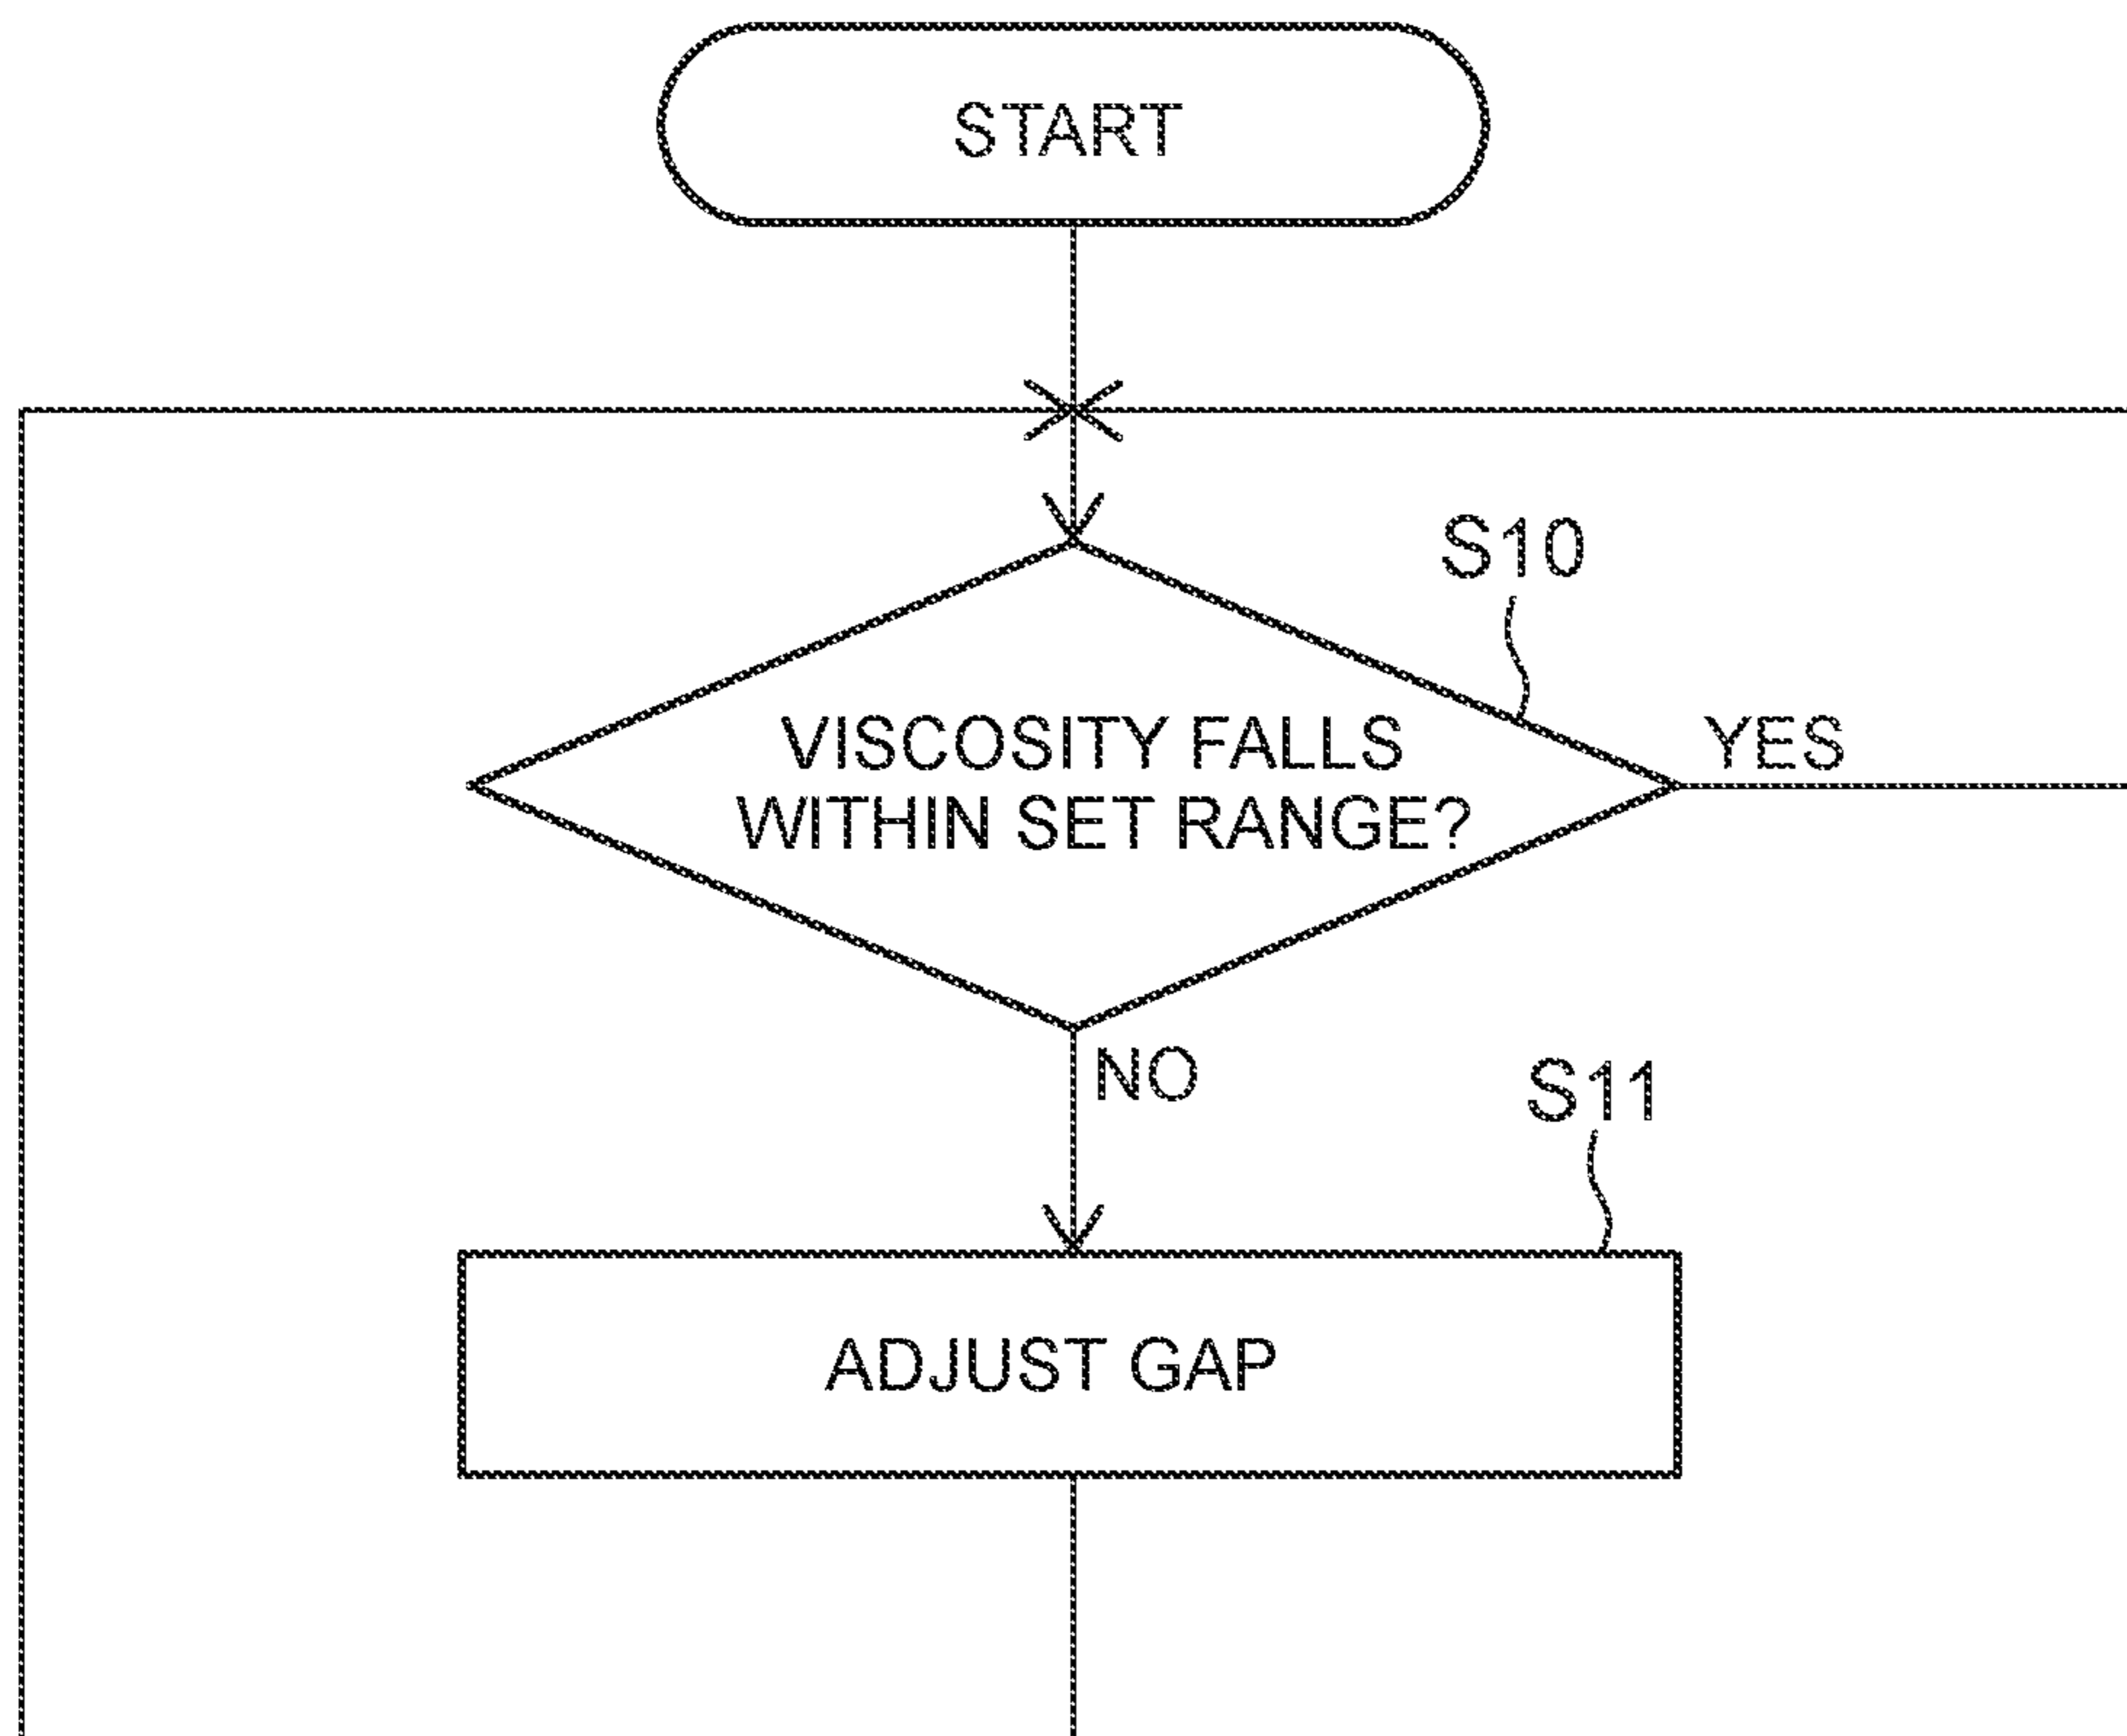 START
S10
VISCOSITY FALLS
WITHIN SET RANGE?
YES
NO
S11
ADJUST GAP